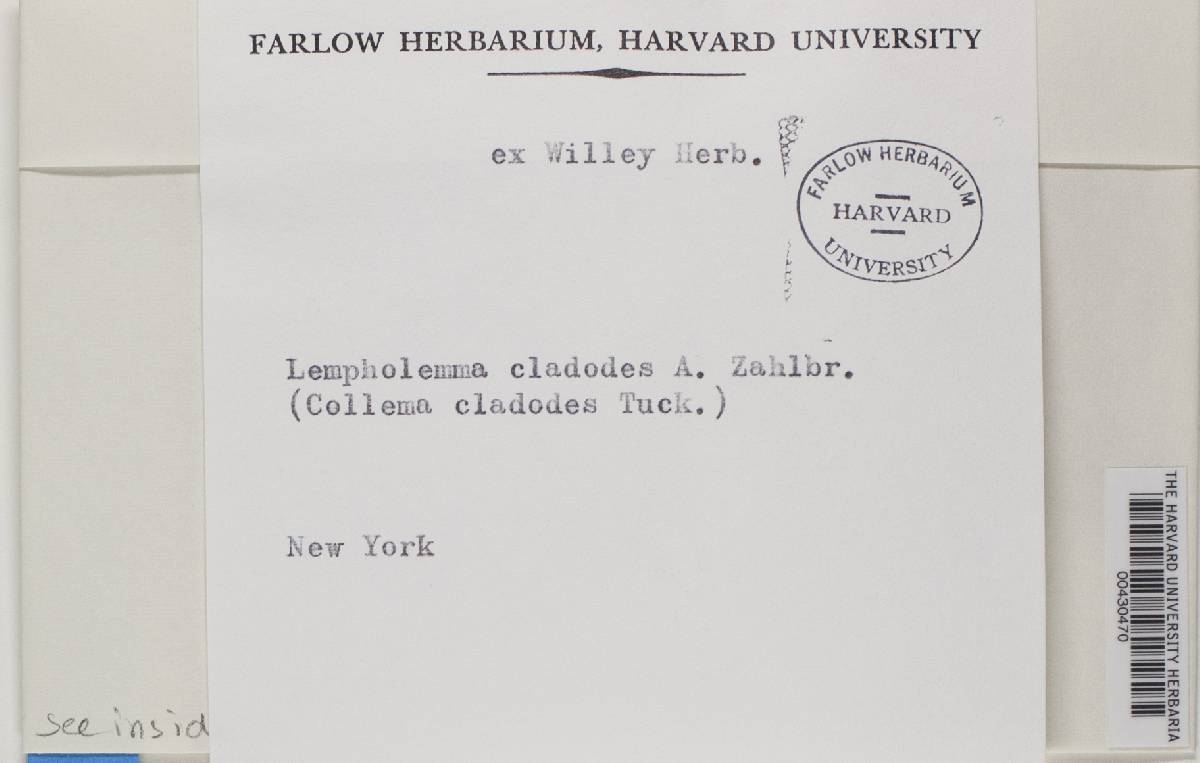 FARLOW HERBARIUM, HARVARD UNIVERSITY
ex Willey Herb.
FARLOW HERBARIUM
HARVARD
UNIVERSITY
Lempholemma cladodes A. Zahlbr.
(Collema cladodes Tuck.)
New York
THE HARVARD UNIVERSITY HERBARIA
00430470
see insid